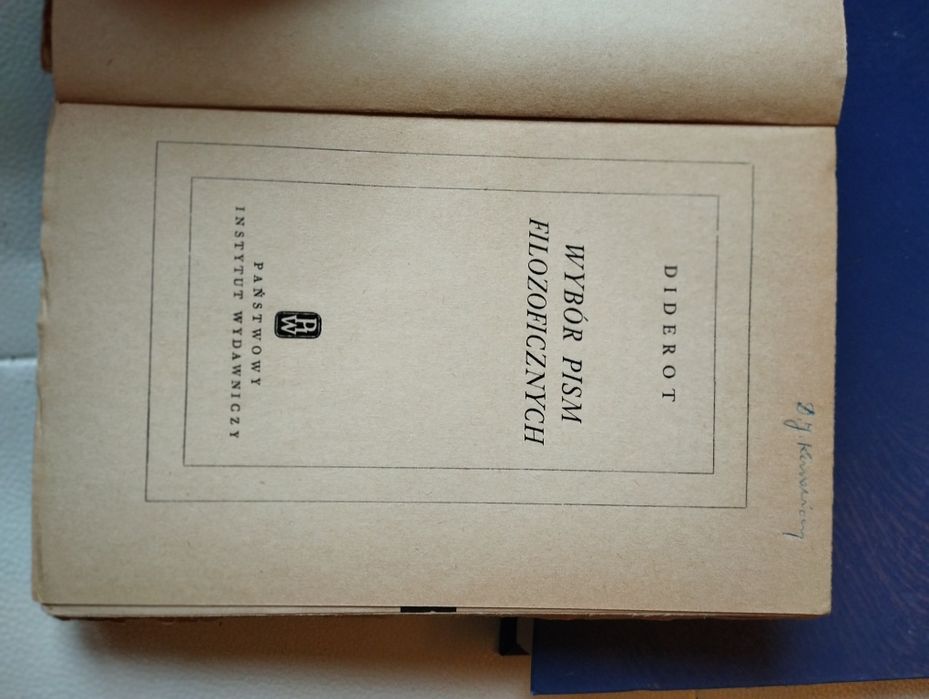 DIDEROT
WYBÓR PISM
FILOZOFICZNYCH
PIW
PAŃSTWOWY
INSTYTUT WYDAWNICZY